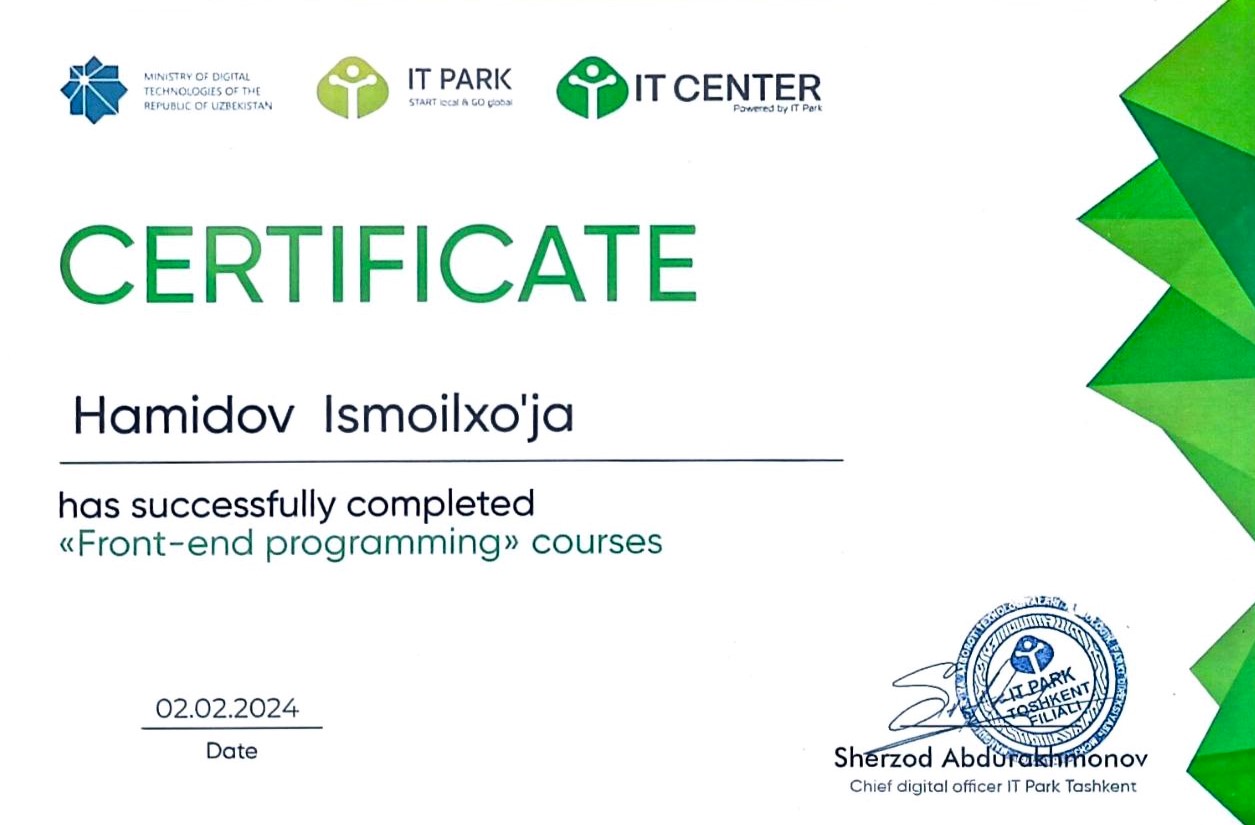 MINISTRY OF DIGITAL
TECHNOLOGIES OF THE
REPUBLIC OF UZBEKISTAN
IT PARK
START local & GO global
IT CENTER
Powered by IT Park
CERTIFICATE
Hamidov Ismoilxo'ja
has successfully completed
«Front-end programming» courses
02.02.2024
Date
IT PARK
TOSHKENT
FILIALI
Sherzod Abdurakhmonov
Chief digital officer IT Park Tashkent